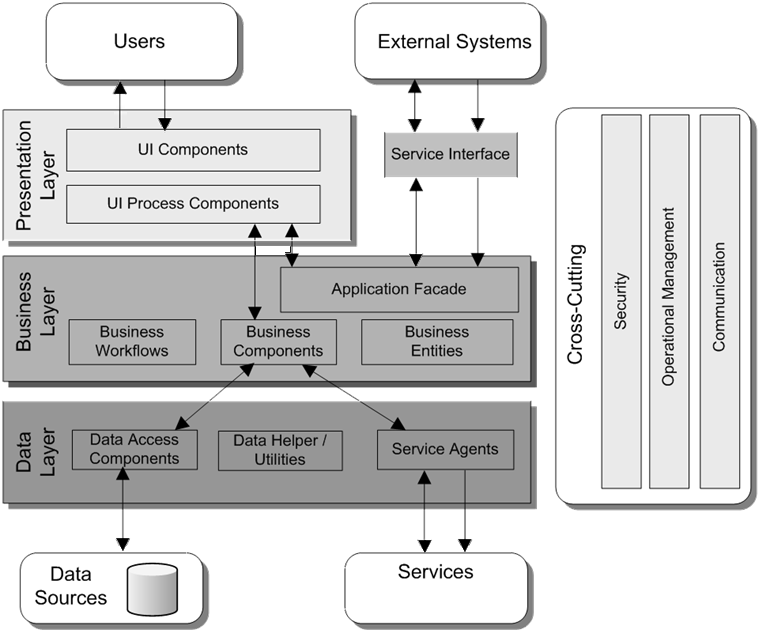 Users
External Systems
Presentation
Layer
UI Components
UI Process Components
Service Interface
Business
Layer
Application Facade
Business
Workflows
Business
Components
Business
Entities
Data
Layer
Data Access
Components
Data Helper /
Utilities
Service Agents
Data
Sources
Services
Cross-Cutting
Security
Operational Management
Communication